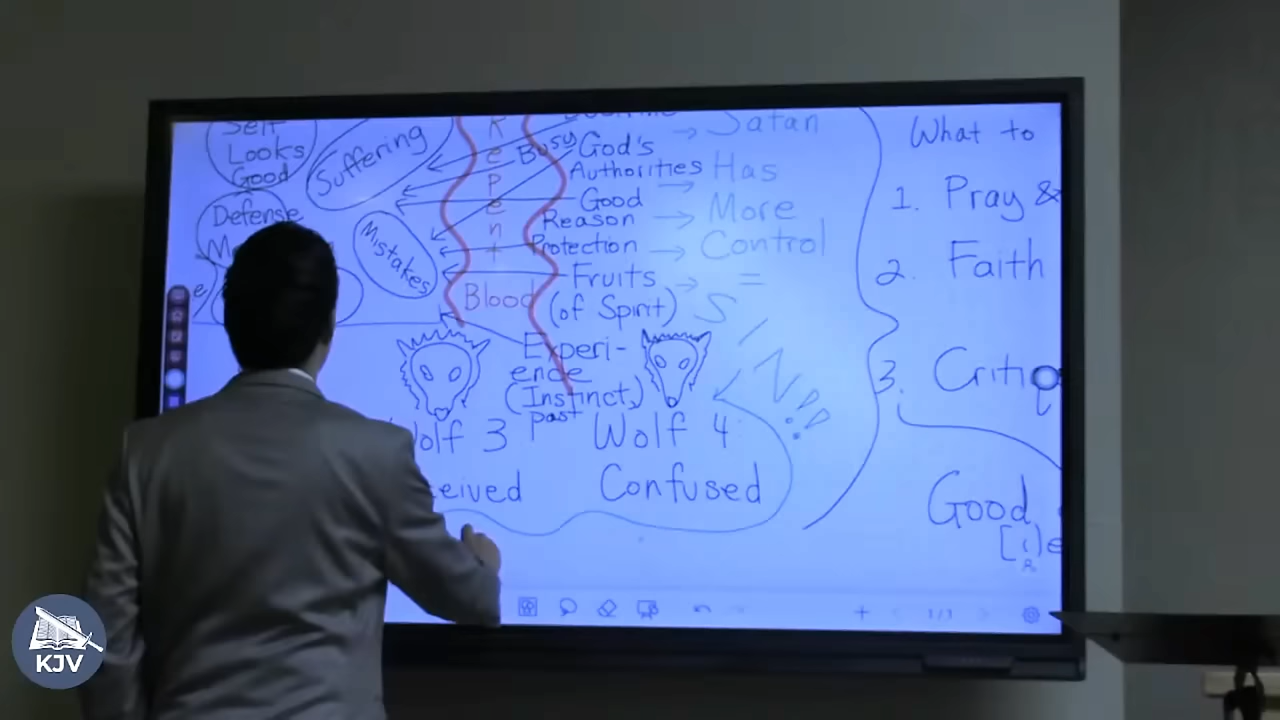 Self
Looks
Good
Defense
Suffering
Mistakes
K
e
p
e
n
t
Blood
Busy
God's
Authorities
Good
Reason
Protection
Fruits
(of Spirit)
Experi-
ence
(Instinct,
past
Satan
Has
More
Control
=
S
Wolf 3
Wolf 4
Confused
N!!
What to
1. Pray &
2. Faith
3.
Good
1/1
KJV